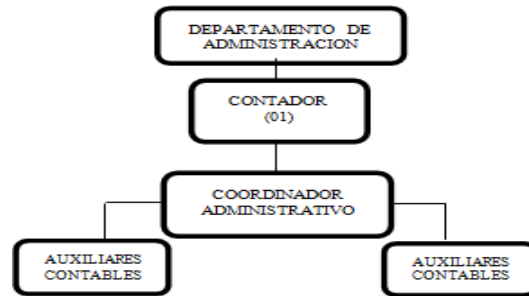 DEPARTAMENTO DE
ADMINISTRACION
CONTADOR
(01)
COORDINADOR
ADMINISTRATIVO
AUXILIARES
CONTABLES
AUXILIARES
CONTABLES